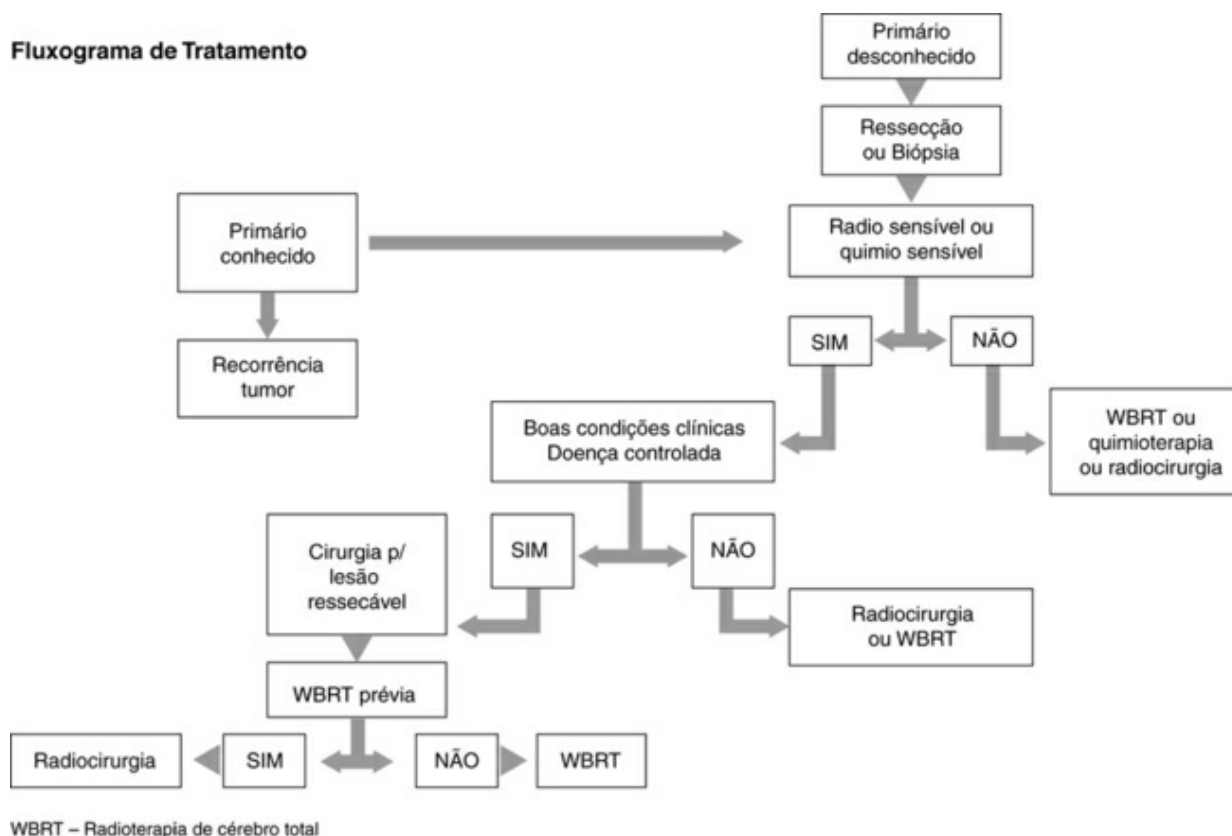 Fluxograma de Tratamento
Primário
desconhecido
Ressecção
ou Biópsia
Primário
conhecido
Radio sensível ou
quimio sensível
Recorrência
tumor
SIM
NÃO
Boas condições clínicas
Doença controlada
WBRT ou
quimioterapia
ou radiocirurgia
Cirurgia p/
lesão
ressecável
SIM
NÃO
Radiocirurgia
ou WBRT
WBRT prévia
Radiocirurgia
SIM
NÃO
WBRT
WBRT – Radioterapia de cérebro total